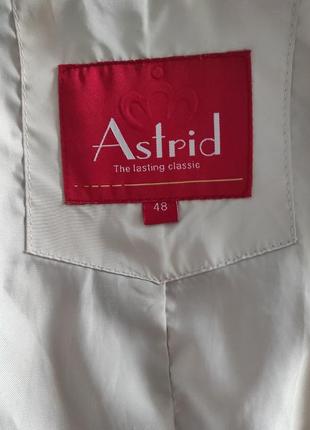 Astrid
The lasting classic
48